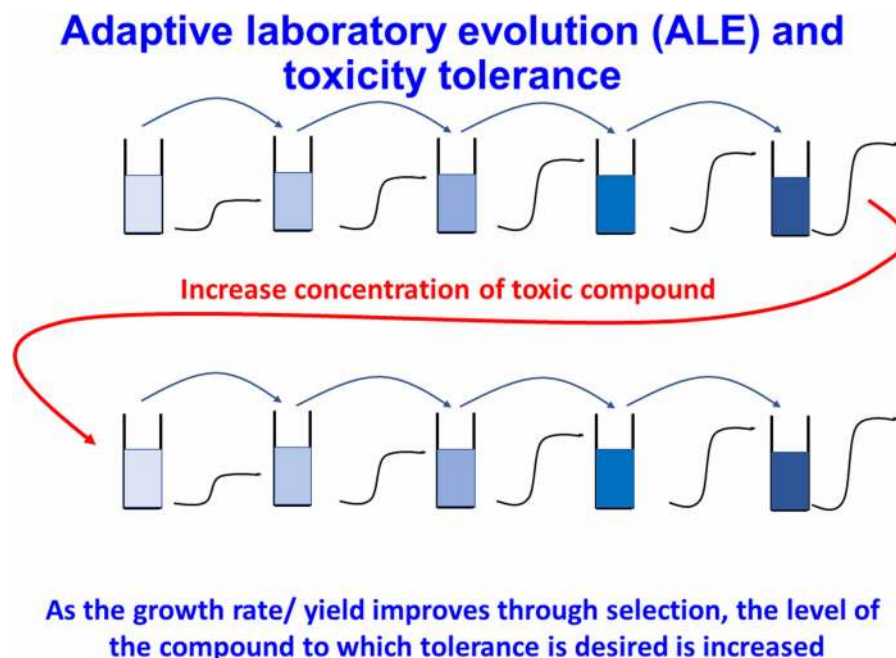 Adaptive laboratory evolution (ALE) and
toxicity tolerance
Increase concentration of toxic compound
As the growth rate/ yield improves through selection, the level of
the compound to which tolerance is desired is increased